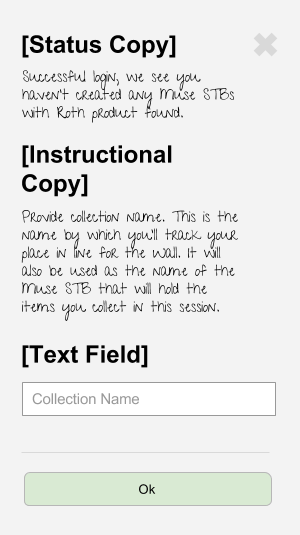 [Status Copy]
Successful login, we see you
haven't created any Muse STBs
with Roth product found.
[Instructional
Copy]
Provide collection name. This is the
name by which you'll track your
place in line for the Wall. It will
also be used as the name of the
Muse STB that will hold the
items you collect in this session.
[Text Field]
Collection Name
Ok